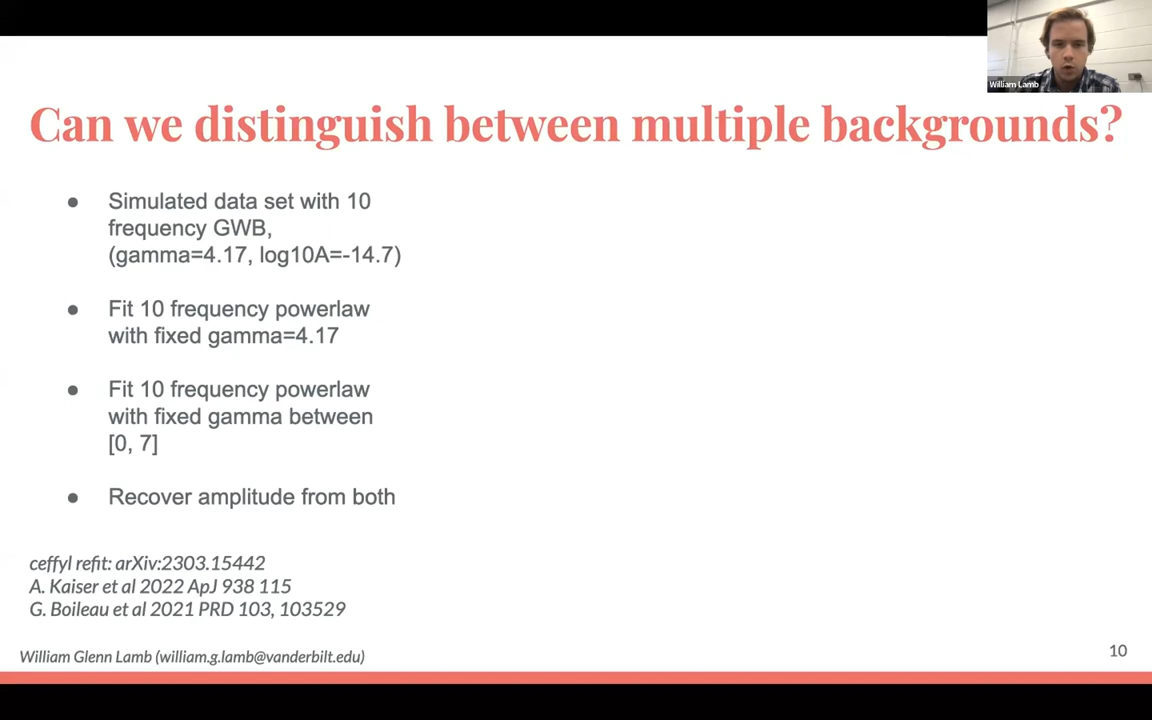 William Lamb
Can we distinguish between multiple backgrounds?
● Simulated data set with 10
frequency GWB,
(gamma=4.17, log10A=-14.7)
● Fit 10 frequency powerlaw
with fixed gamma=4.17
● Fit 10 frequency powerlaw
with fixed gamma between
[0, 7]
● Recover amplitude from both
ceffyl refit: arXiv:2303.15442
A. Kaiser et al 2022 ApJ 938 115
G. Boileau et al 2021 PRD 103, 103529
William Glenn Lamb (william.g.lamb@vanderbilt.edu)
10